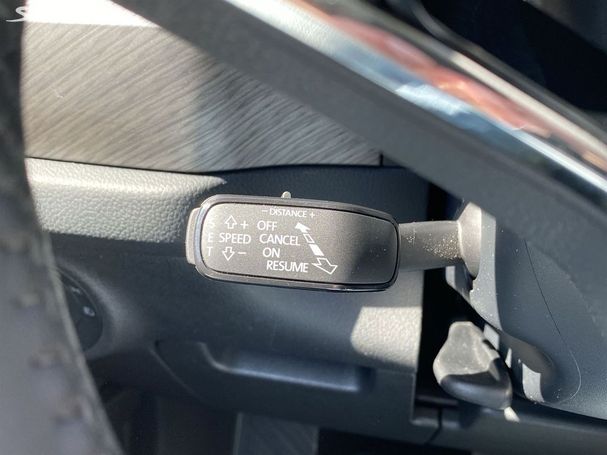 - DISTANCE +
S + OFF
E SPEED CANCEL
T - ON
RESUME